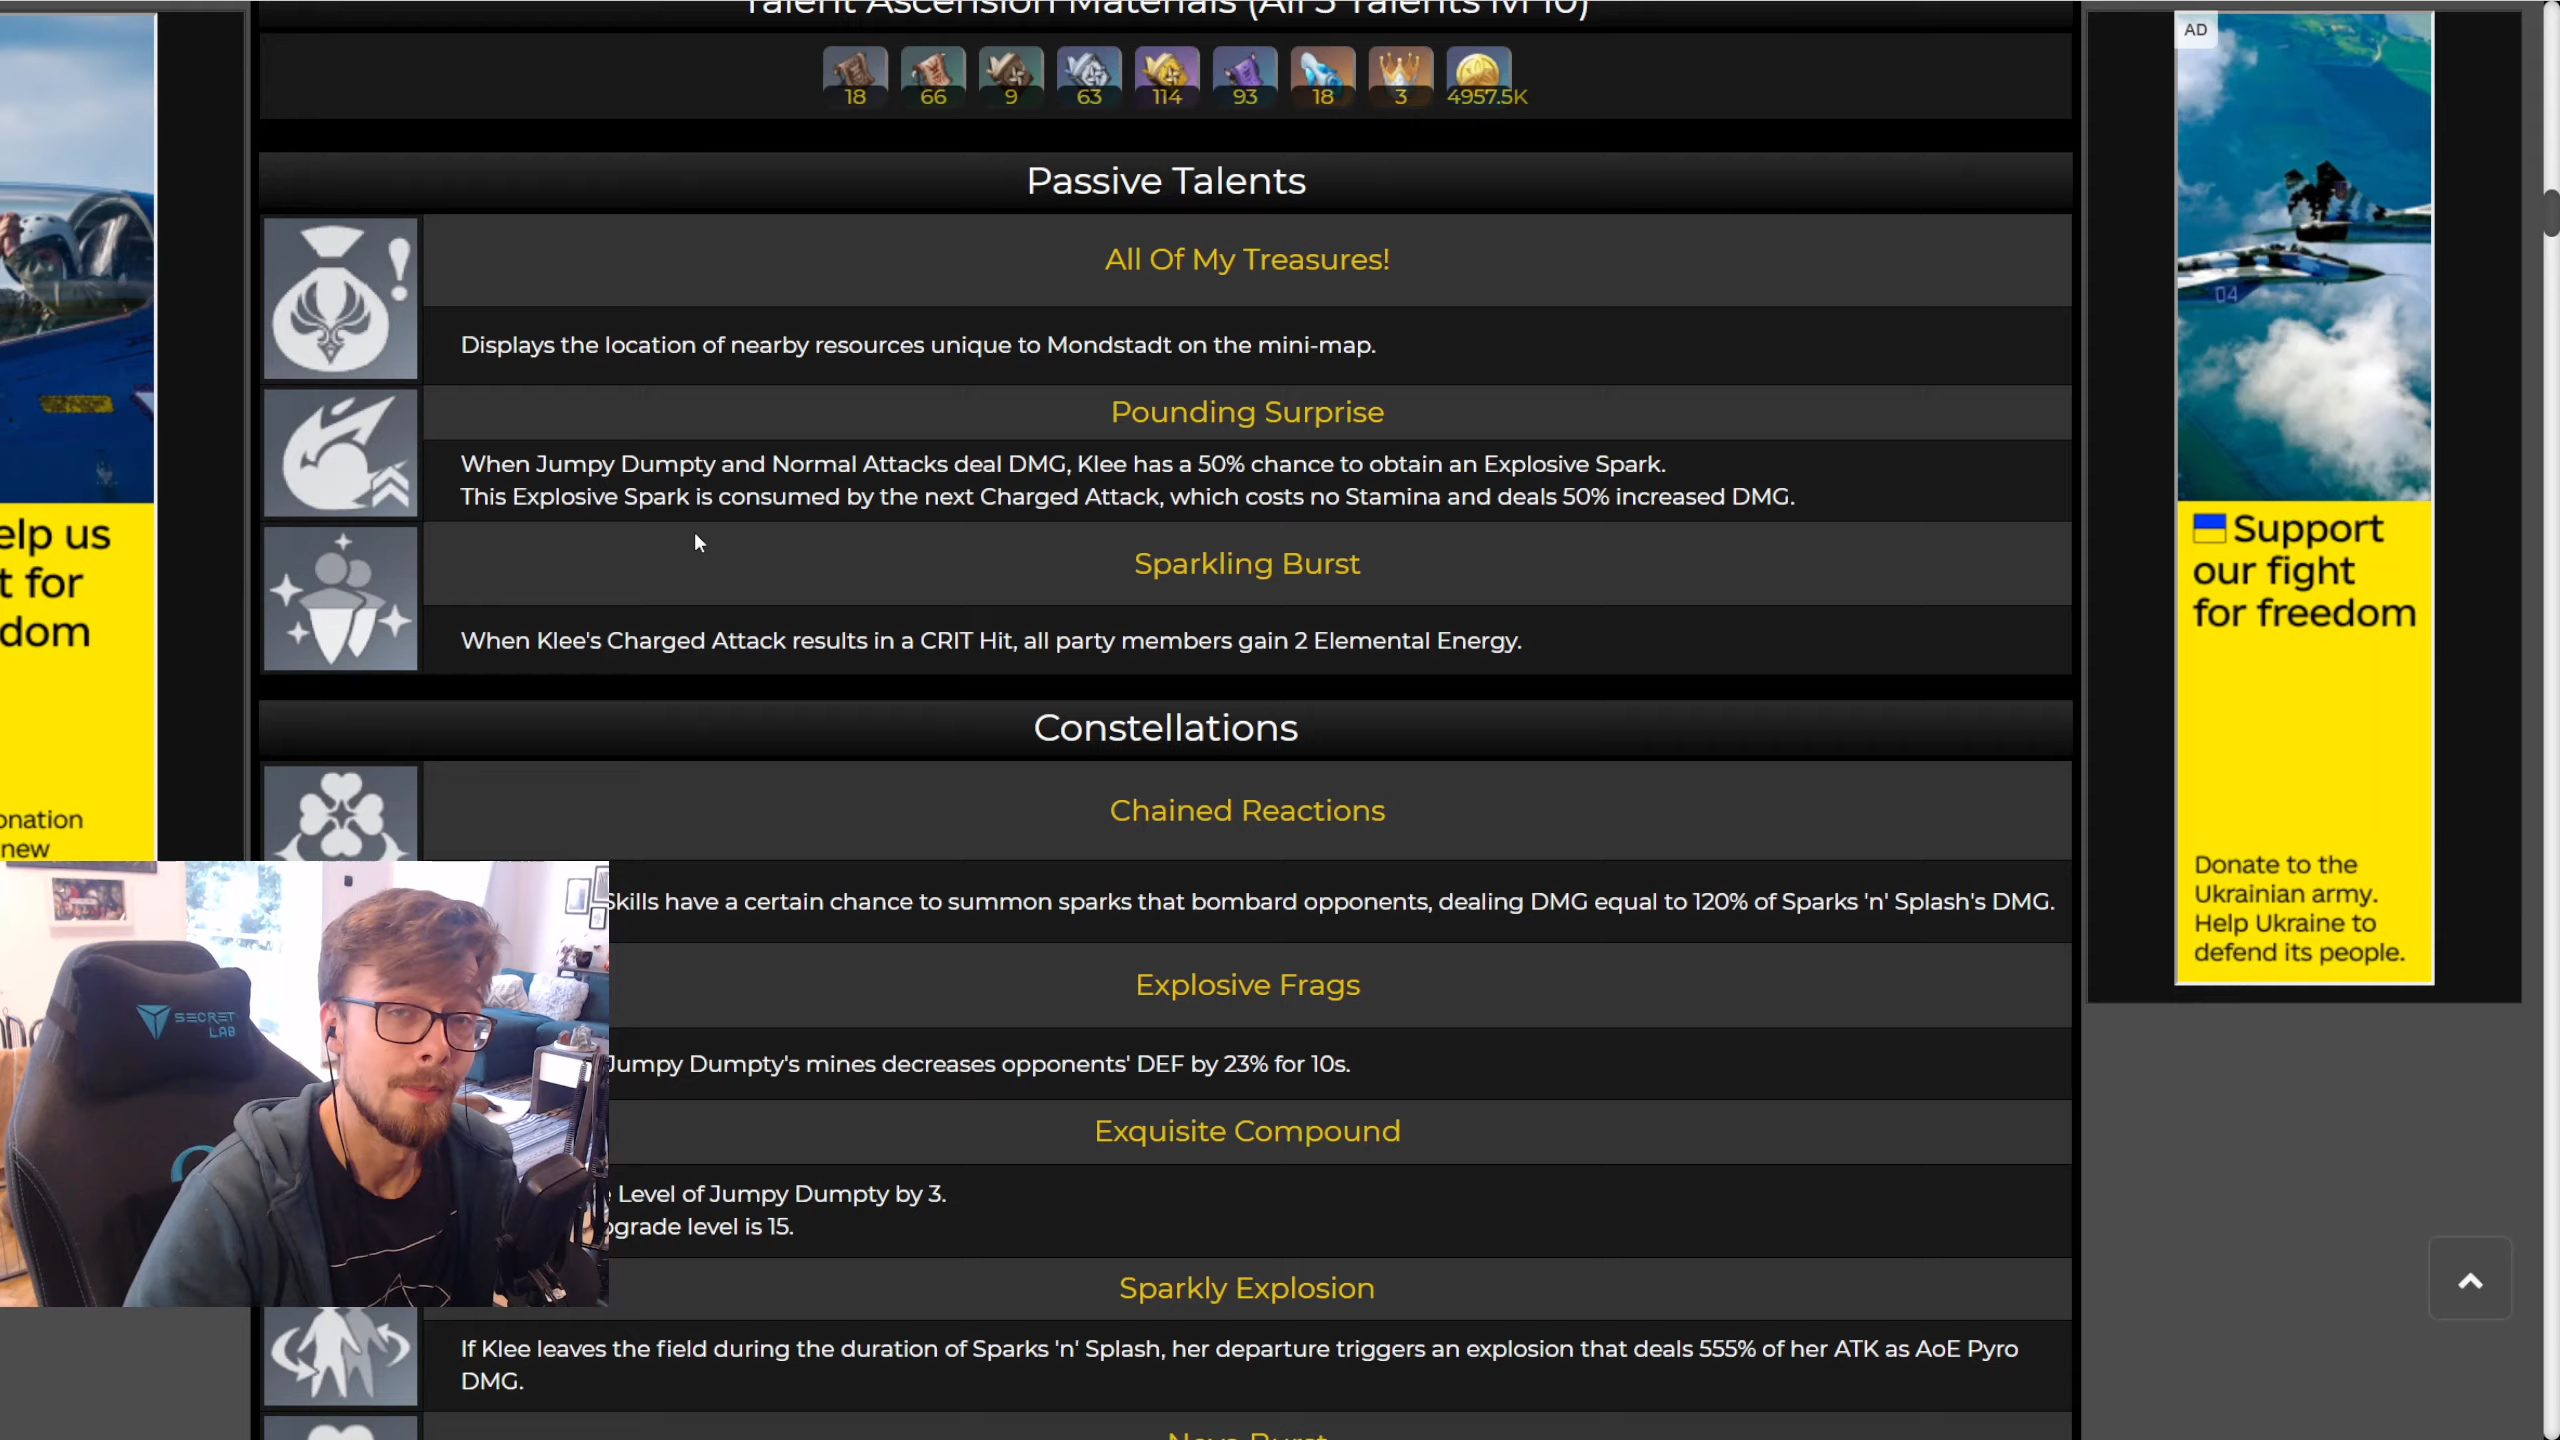 Talent Ascension Materials (All 3 Talents lvl 10)
18 66 9 63 114 93 18 3 4957.5K
Passive Talents
All Of My Treasures!
Displays the location of nearby resources unique to Mondstadt on the mini-map.
Pounding Surprise
When Jumpy Dumpty and Normal Attacks deal DMG, Klee has a 50% chance to obtain an Explosive Spark.
This Explosive Spark is consumed by the next Charged Attack, which costs no Stamina and deals 50% increased DMG.
Sparkling Burst
When Klee's Charged Attack results in a CRIT Hit, all party members gain 2 Elemental Energy.
Constellations
Chained Reactions
Skills have a certain chance to summon sparks that bombard opponents, dealing DMG equal to 120% of Sparks 'n' Splash's DMG.
Explosive Frags
Jumpy Dumpty's mines decreases opponents' DEF by 23% for 10s.
Exquisite Compound
Level of Jumpy Dumpty by 3.
pgrade level is 15.
Sparkly Explosion
If Klee leaves the field during the duration of Sparks 'n' Splash, her departure triggers an explosion that deals 555% of her ATK as AoE Pyro
DMG.
Nova Burst
elp us
t for
dom
onation
new
SECRET
LAB
AD
04
Support
our fight
for freedom
Donate to the
Ukrainian army.
Help Ukraine to
defend its people.